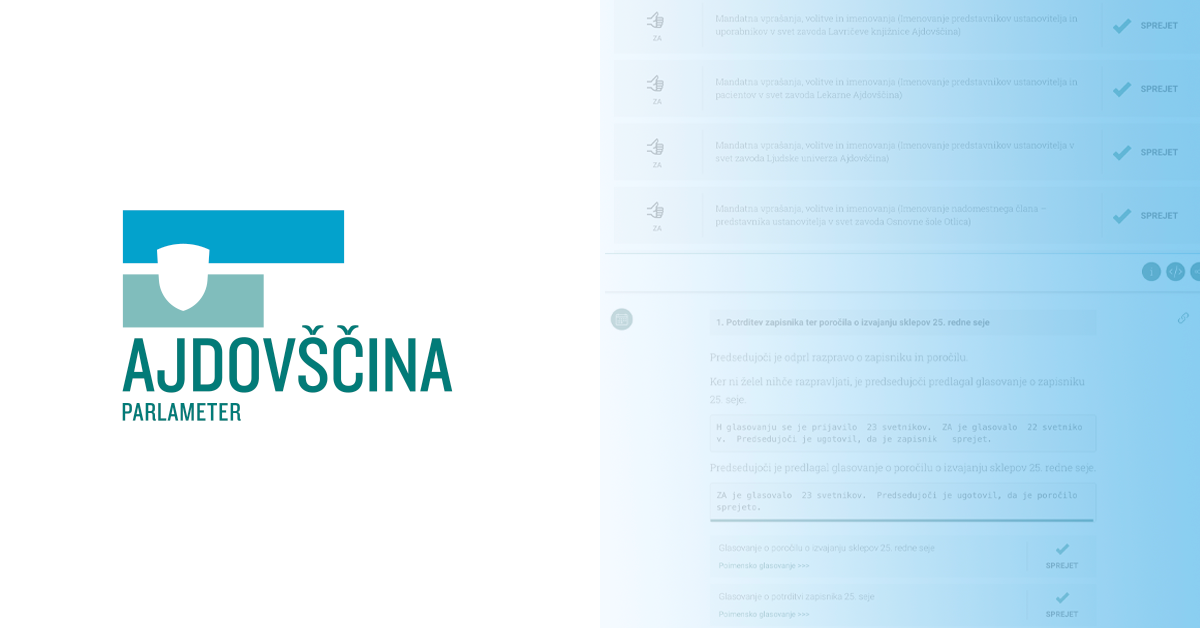 AJDOVŠČINA
PARLAMETER
ZA
Mandatna vprašanja, volitve in imenovanja (Imenovanje predstavnikov ustanovitelja in
uporabnikov v svet zavoda Lavričeve knjižnice Ajdovščina)
SPREJET
ZA
Mandatna vprašanja, volitve in imenovanja (Imenovanje predstavnikov ustanovitelja in
pacientov v svet zavoda Lekarne Ajdovščina)
SPREJET
ZA
Mandatna vprašanja, volitve in imenovanja (Imenovanje predstavnikov ustanovitelja v
svet zavoda Ljudske univerza Ajdovščina)
SPREJET
ZA
Mandatna vprašanja, volitve in imenovanja (Imenovanje nadomestnega člana –
predstavnika ustanovitelja v svet zavoda Osnovne šole Otlica)
SPREJET
1. Potrditev zapisnika ter poročila o izvajanju sklepov 25. redne seje
Predsedujoči je odprl razpravo o zapisniku in poročilu.
Ker ni želel nihče razpravljati, je predsedujoči predlagal glasovanje o zapisniku
25. seje.
H glasovanju se je prijavilo 23 svetnikov. ZA je glasovalo 22 svetniko
v. Predsedujoči je ugotovil, da je zapisnik sprejet.
Predsedujoči je predlagal glasovanje o poročilu o izvajanju sklepov 25. redne seje.
ZA je glasovalo 23 svetnikov. Predsedujoči je ugotovil, da je poročilo
sprejeto.
Glasovanje o poročilu o izvajanju sklepov 25. redne seje
Poimensko glasovanje >>>
SPREJET
Glasovanje o potrditvi zapisnika 25. seje
Poimensko glasovanje >>>
SPREJET